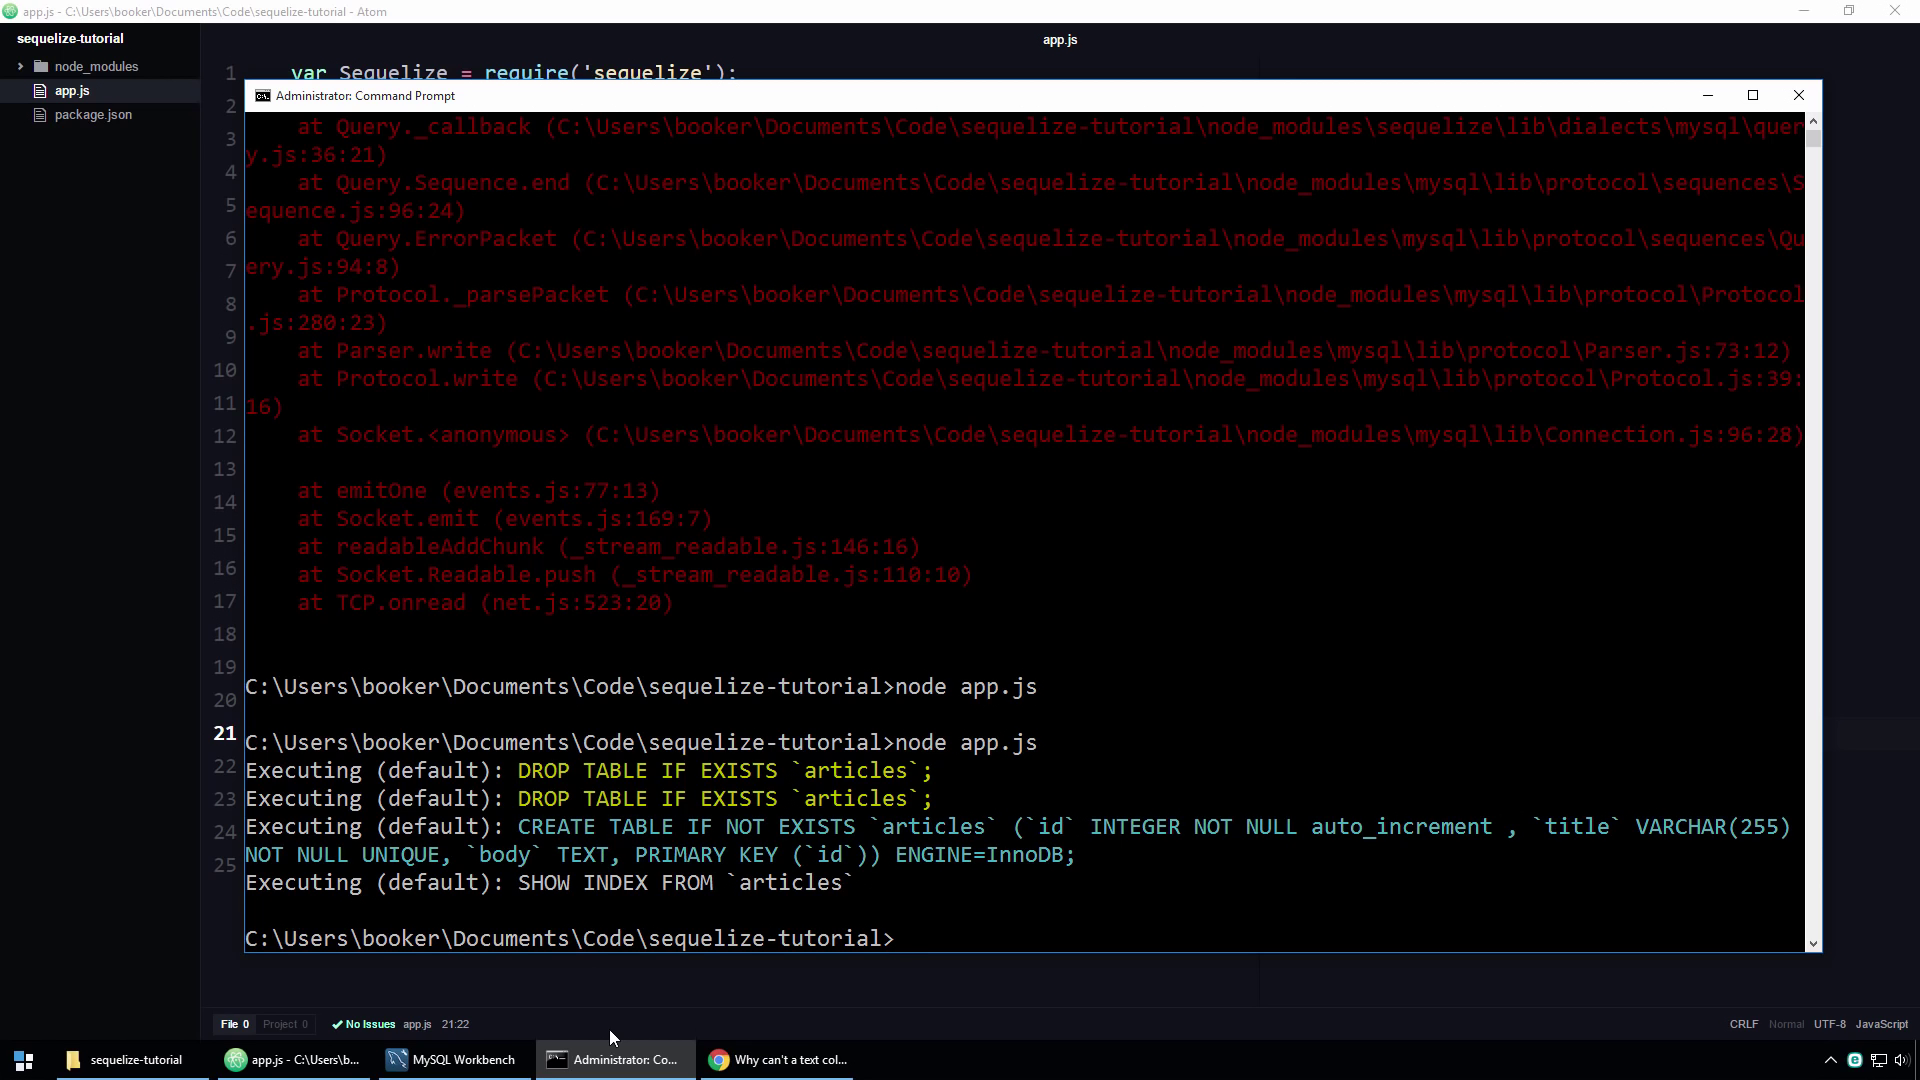 app.js - C:\Users\booker\Documents\Code\sequelize-tutorial - Atom
sequelize-tutorial
node_modules
app.js
package.json
app.js
1 var Sequelize = require('sequelize');
2
3
4
5
6
7
8
9
10
11
12
13
14
15
16
17
18
19
20
21
22
23
24
25
Administrator: Command Prompt
at Query._callback (C:\Users\booker\Documents\Code\sequelize-tutorial\node_modules\sequelize\lib\dialects\mysql\quer
y.js:36:21)
at Query.Sequence.end (C:\Users\booker\Documents\Code\sequelize-tutorial\node_modules\mysql\lib\protocol\sequences\S
equence.js:96:24)
at Query.ErrorPacket (C:\Users\booker\Documents\Code\sequelize-tutorial\node_modules\mysql\lib\protocol\sequences\Qu
ery.js:94:8)
at Protocol._parsePacket (C:\Users\booker\Documents\Code\sequelize-tutorial\node_modules\mysql\lib\protocol\Protocol
.js:280:23)
at Parser.write (C:\Users\booker\Documents\Code\sequelize-tutorial\node_modules\mysql\lib\protocol\Parser.js:73:12)
at Protocol.write (C:\Users\booker\Documents\Code\sequelize-tutorial\node_modules\mysql\lib\protocol\Protocol.js:39:
16)
at Socket.<anonymous> (C:\Users\booker\Documents\Code\sequelize-tutorial\node_modules\mysql\lib\Connection.js:96:28)
at emitOne (events.js:77:13)
at Socket.emit (events.js:169:7)
at readableAddChunk (_stream_readable.js:146:16)
at Socket.Readable.push (_stream_readable.js:110:10)
at TCP.onread (net.js:523:20)
C:\Users\booker\Documents\Code\sequelize-tutorial>node app.js
C:\Users\booker\Documents\Code\sequelize-tutorial>node app.js
Executing (default): DROP TABLE IF EXISTS `articles`;
Executing (default): DROP TABLE IF EXISTS `articles`;
Executing (default): CREATE TABLE IF NOT EXISTS `articles` (`id` INTEGER NOT NULL auto_increment , `title` VARCHAR(255)
NOT NULL UNIQUE, `body` TEXT, PRIMARY KEY (`id`)) ENGINE=InnoDB;
Executing (default): SHOW INDEX FROM `articles`
C:\Users\booker\Documents\Code\sequelize-tutorial>
File 0 Project 0 No Issues app.js 21:22 CRLF Normal UTF-8 JavaScript
sequelize-tutorial app.js - C:\Users\b... MySQL Workbench Administrator: Co... Why can't a text col...